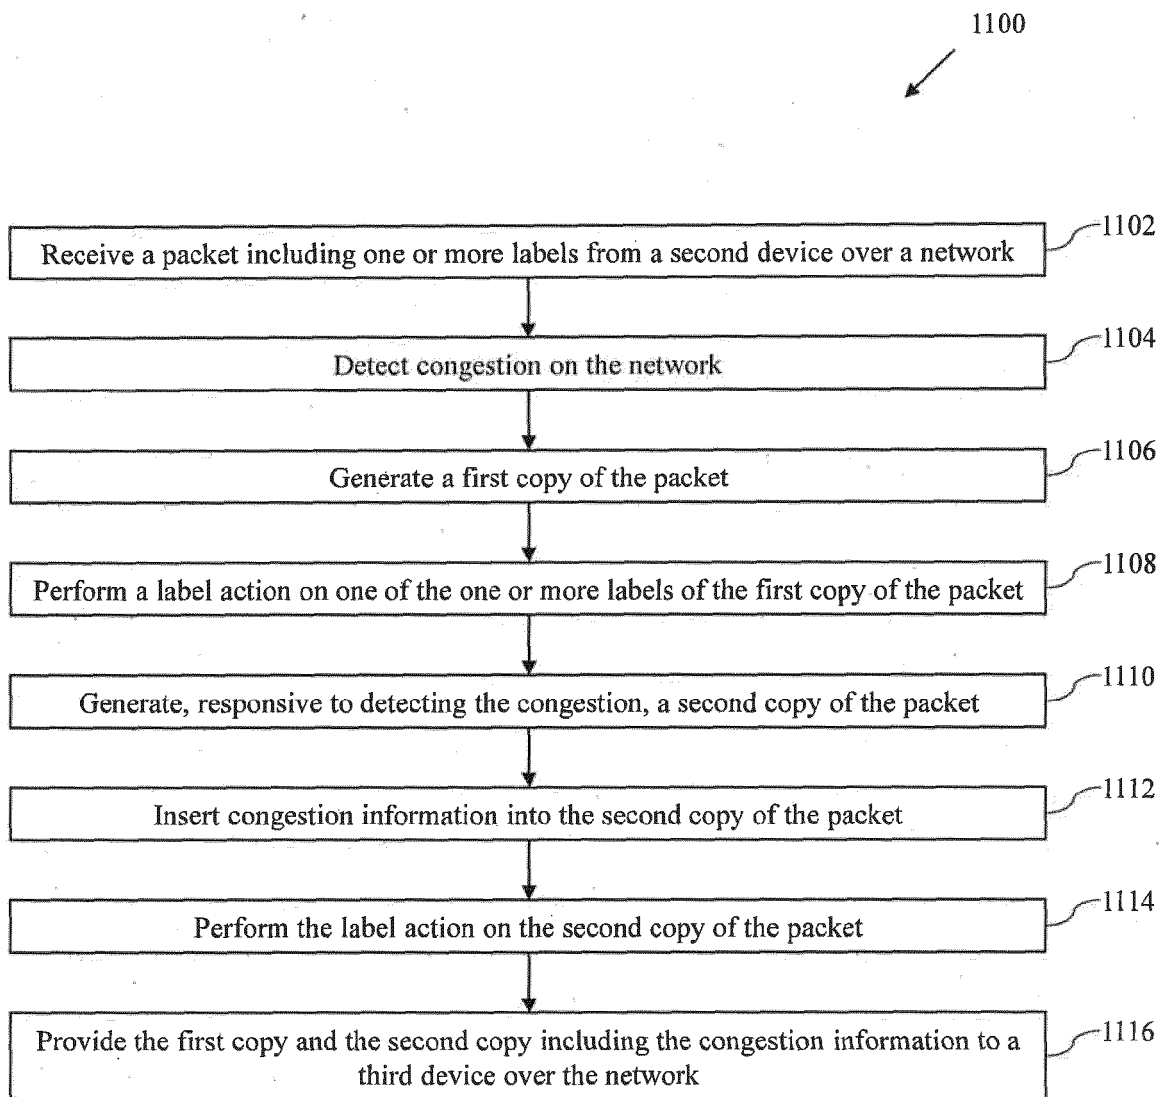 1100
Receive a packet including one or more labels from a second device over a network
1102
Detect congestion on the network
1104
Generate a first copy of the packet
1106
Perform a label action on one of the one or more labels of the first copy of the packet
1108
Generate, responsive to detecting the congestion, a second copy of the packet
1110
Insert congestion information into the second copy of the packet
1112
Perform the label action on the second copy of the packet
1114
Provide the first copy and the second copy including the congestion information to a
third device over the network
1116